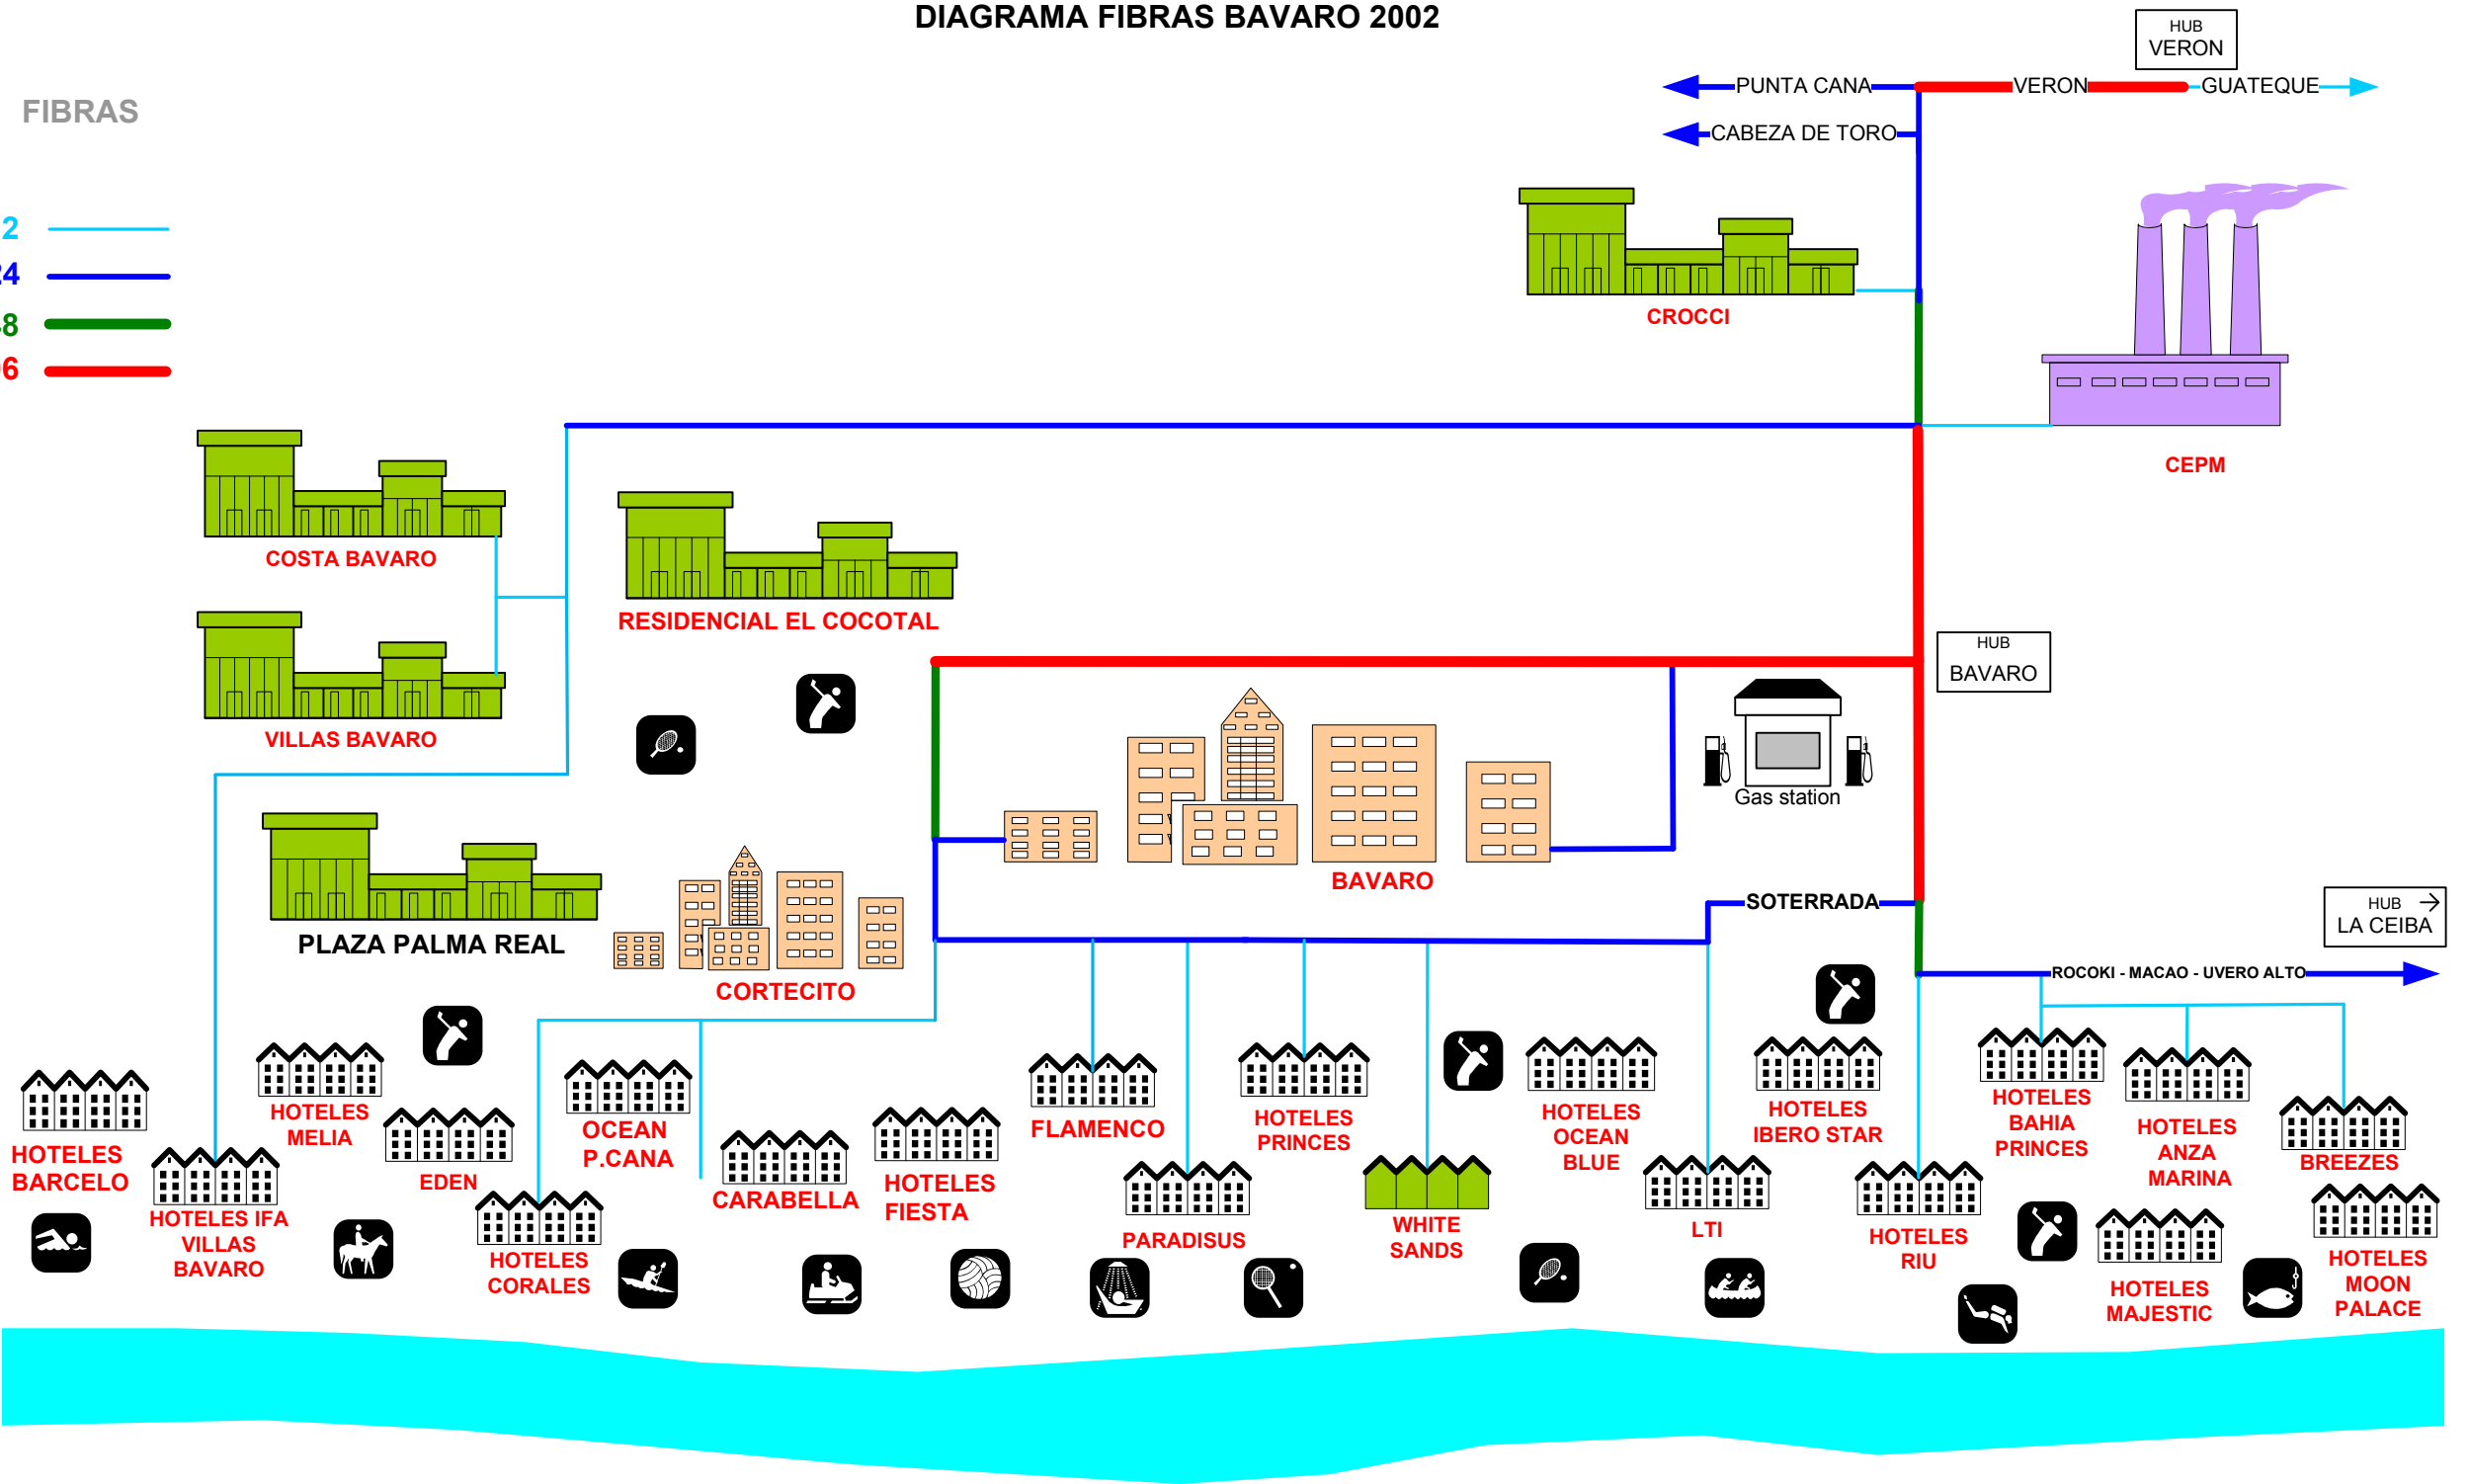 DIAGRAMA FIBRAS BAVARO 2002
HUB
VERON
PUNTA CANA
VERON
GUATEQUE
CABEZA DE TORO
FIBRAS
2
24
8
6
CROCCI
CEPM
COSTA BAVARO
RESIDENCIAL EL COCOTAL
HUB
BAVARO
VILLAS BAVARO
Gas station
BAVARO
SOTERRADA
HUB
LA CEIBA
PLAZA PALMA REAL
CORTECITO
ROCOKI - MACAO - UVERO ALTO
HOTELES
BARCELO
HOTELES IFA
VILLAS
BAVARO
HOTELES
MELIA
EDEN
HOTELES
CORALES
OCEAN
P.CANA
CARABELLA
HOTELES
FIESTA
FLAMENCO
PARADISUS
HOTELES
PRINCES
WHITE
SANDS
HOTELES
OCEAN
BLUE
LTI
HOTELES
IBERO STAR
HOTELES
RIU
HOTELES
BAHIA
PRINCES
HOTELES
ANZA
MARINA
HOTELES
MAJESTIC
BREEZES
HOTELES
MOON
PALACE